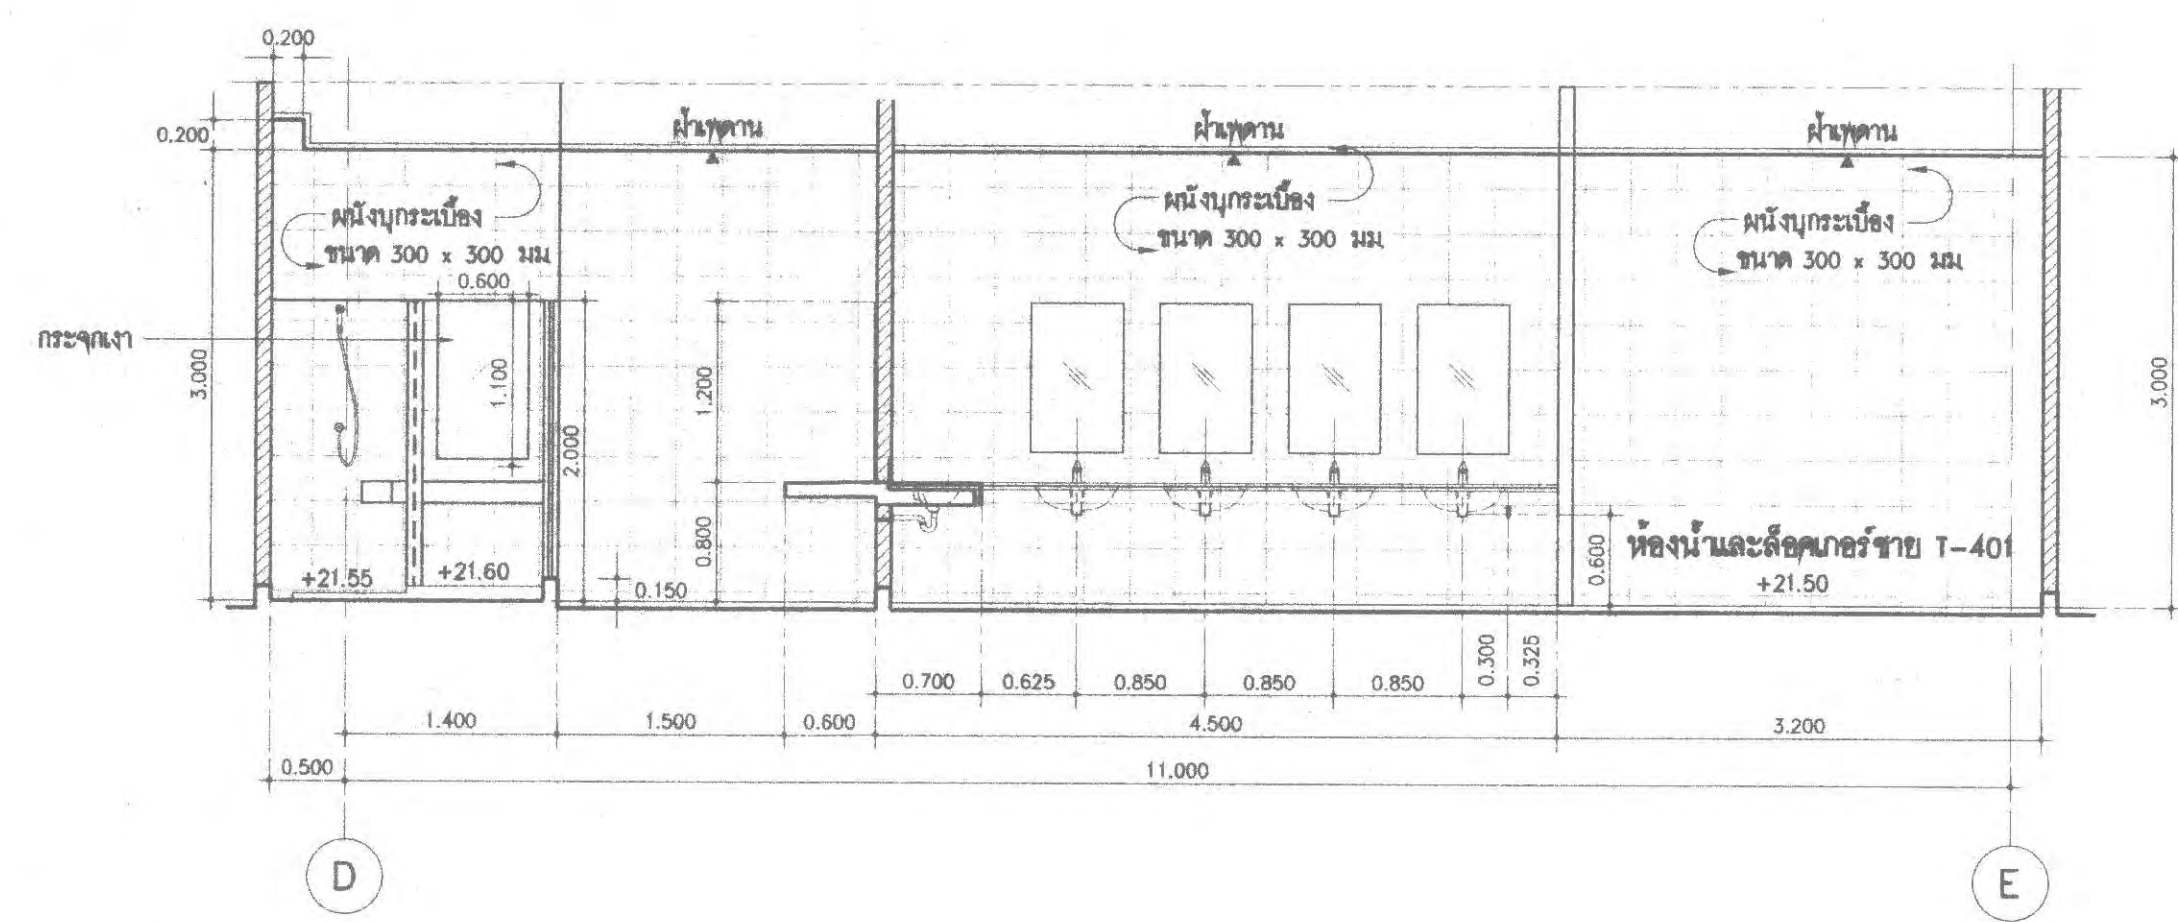 0.200
0.200
ฝ้าเพดาน
ฝ้าเพดาน
ฝ้าเพดาน
ผนังบุกระเบื้อง
ขนาด 300 x 300 มม.
ผนังบุกระเบื้อง
ขนาด 300 x 300 มม.
ผนังบุกระเบื้อง
ขนาด 300 x 300 มม.
0.600
กระจกเงา
3.000
1.100
2.000
1.200
3.000
0.800
0.600
ห้องน้ำและล็อคเกอร์ชาย T-401
+21.50
+21.55
+21.60
0.150
0.700
0.625
0.850
0.850
0.850
0.300
0.325
1.400
1.500
0.600
4.500
3.200
0.500
11.000
D
E